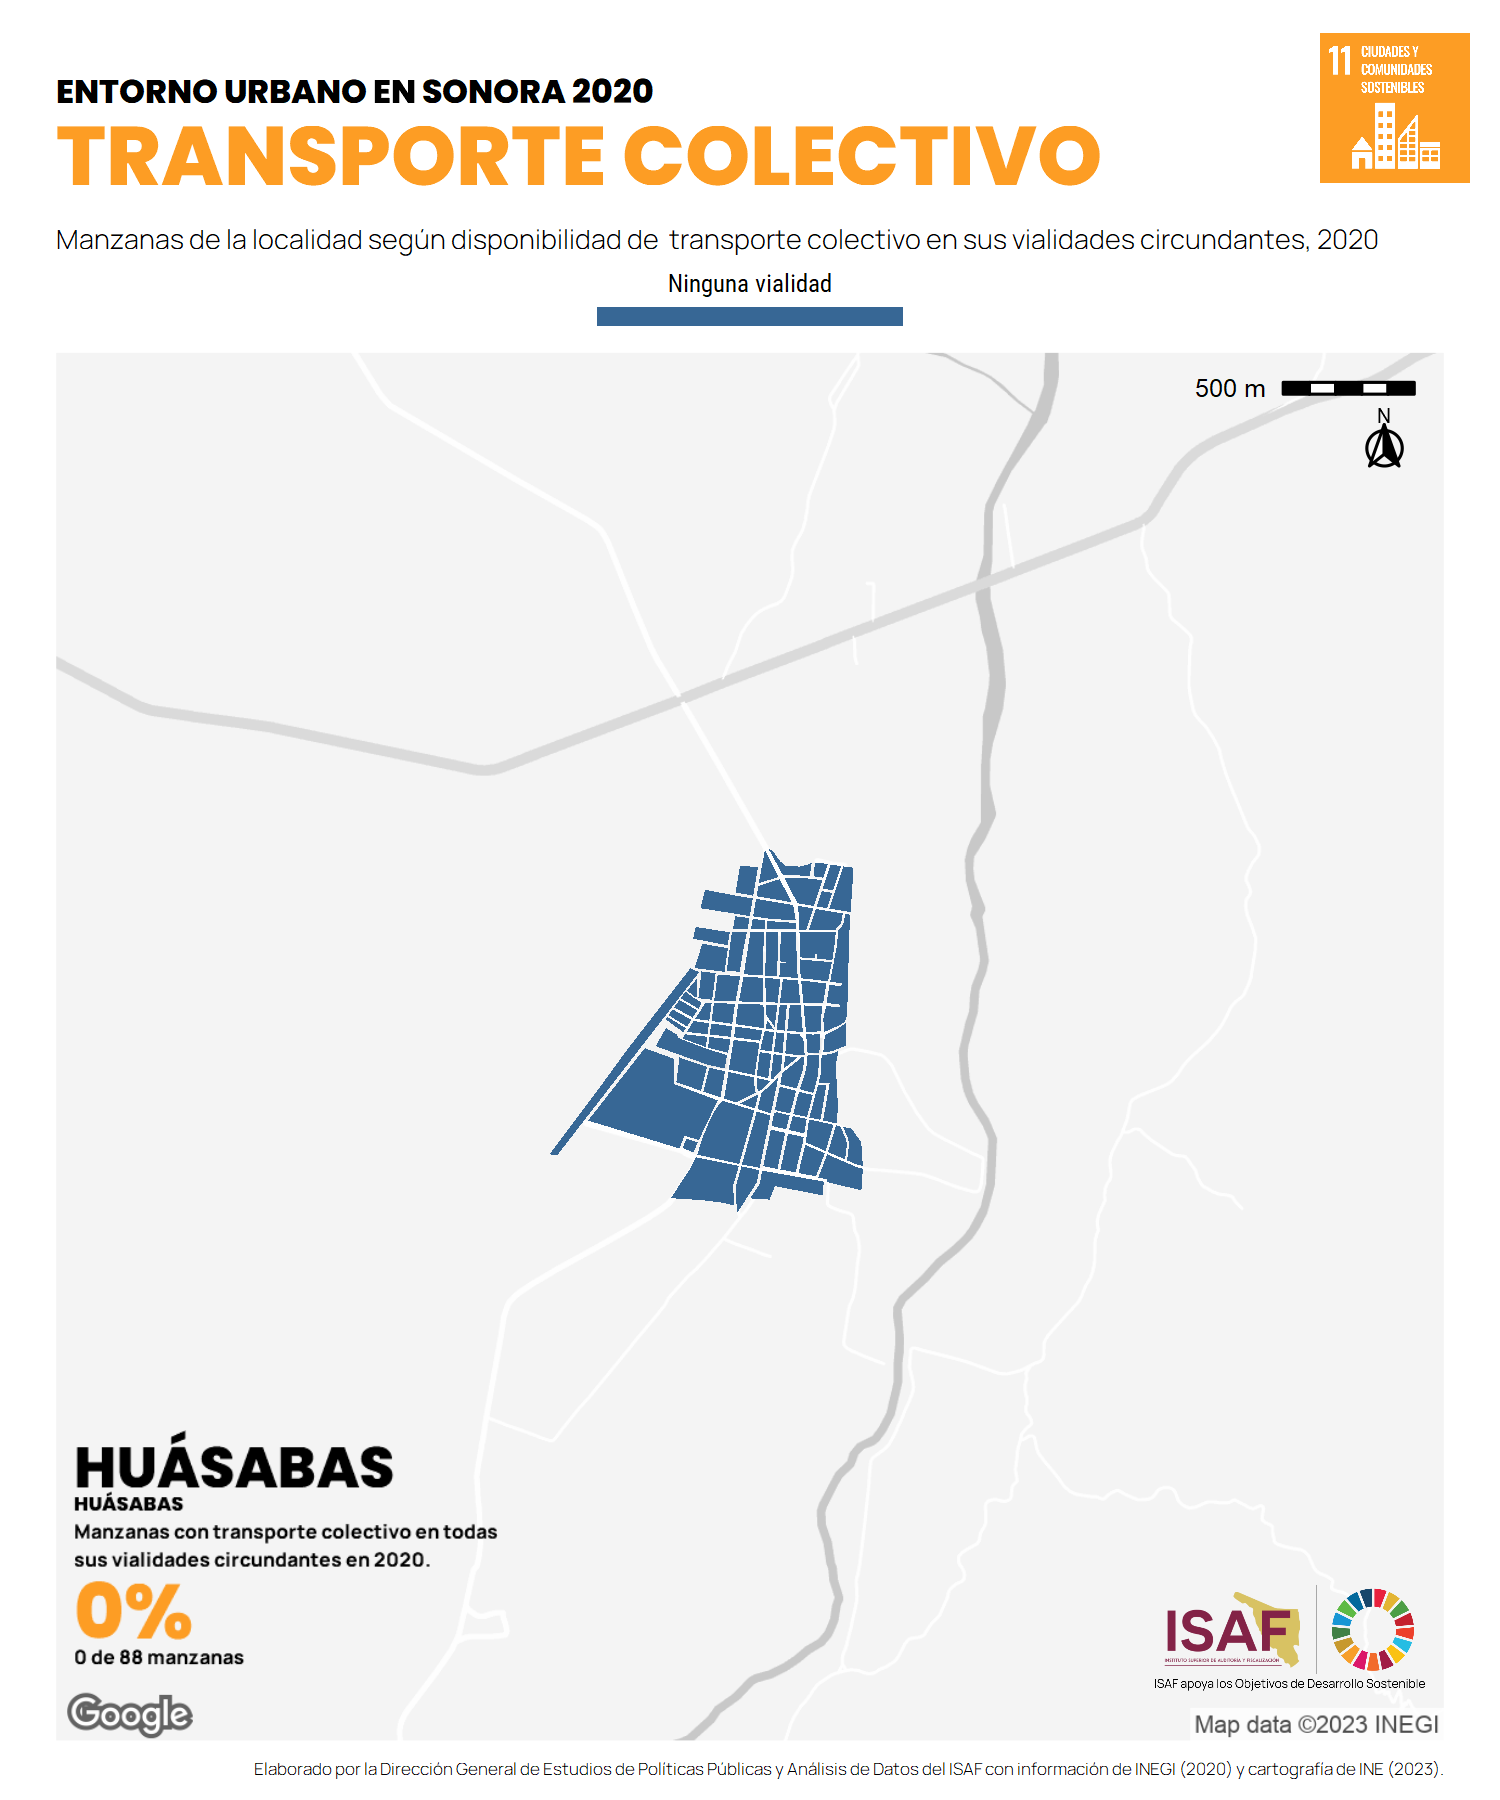 ENTORNO URBANO EN SONORA 2020
TRANSPORTE COLECTIVO
11 CIUDADES Y
COMUNIDADES
SOSTENIBLES
Manzanas de la localidad según disponibilidad de transporte colectivo en sus vialidades circundantes, 2020
Ninguna vialidad
500 m
N
HUÁSABAS
HUÁSABAS
Manzanas con transporte colectivo en todas
sus vialidades circundantes en 2020.
0%
0 de 88 manzanas
Google
ISAF
INSTITUTO SUPERIOR DE AUDITORÍA Y FISCALIZACIÓN
ISAF apoya los Objetivos de Desarrollo Sostenible
Map data ©2023 INEGI
Elaborado por la Dirección General de Estudios de Políticas Públicas y Análisis de Datos del ISAF con información de INEGI (2020) y cartografía de INE (2023).